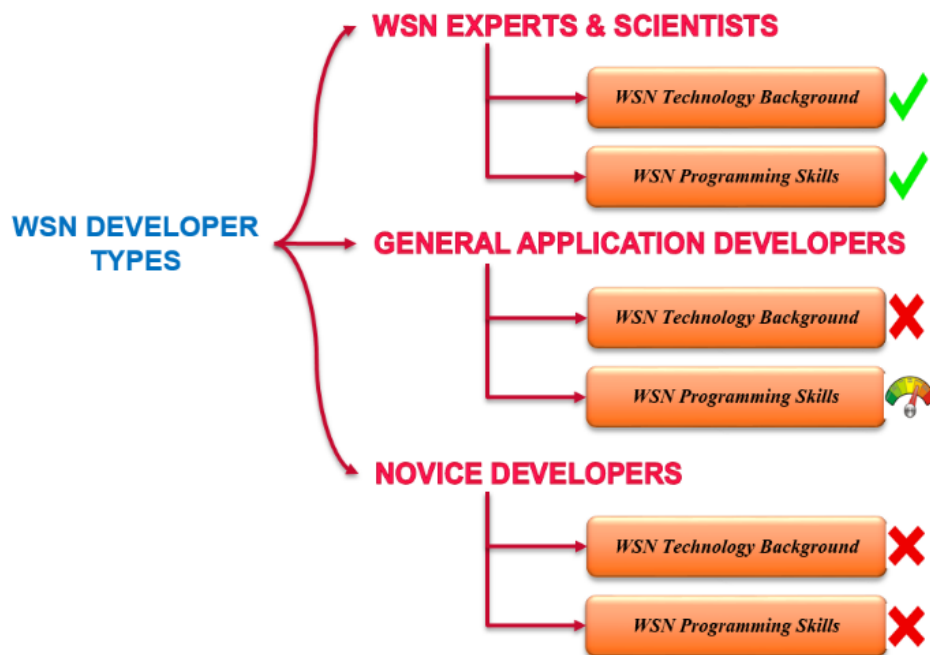 WSN EXPERTS & SCIENTISTS
WSN Technology Background
WSN Programming Skills
WSN DEVELOPER
TYPES
GENERAL APPLICATION DEVELOPERS
WSN Technology Background
WSN Programming Skills
NOVICE DEVELOPERS
WSN Technology Background
WSN Programming Skills